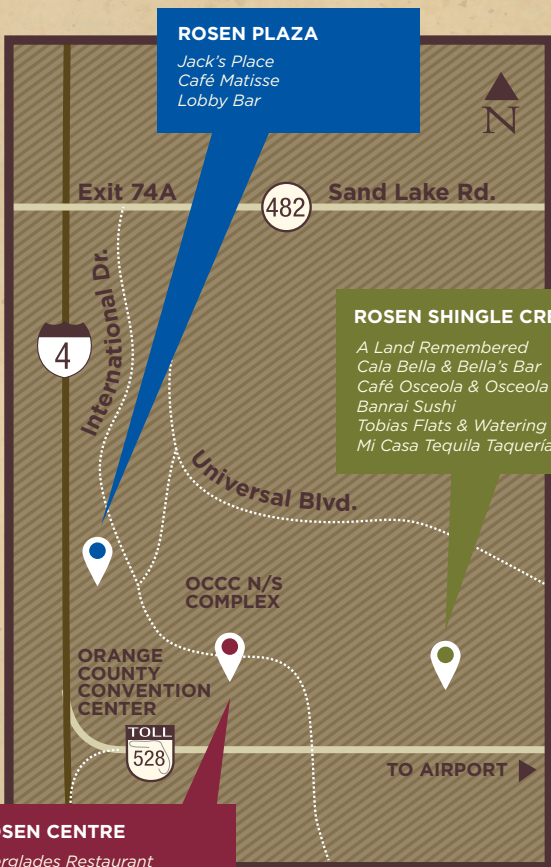 ROSEN PLAZA
Jack's Place
Café Matisse
Lobby Bar
N
Exit 74A
482
Sand Lake Rd.
International Dr.
4
ROSEN SHINGLE CRE
A Land Remembered
Cala Bella & Bella's Bar
Café Osceola & Osceola
Banrai Sushi
Tobias Flats & Watering
Mi Casa Tequila Taquería
Universal Blvd.
OCCC N/S
COMPLEX
ORANGE
COUNTY
CONVENTION
CENTER
TOLL
528
TO AIRPORT
OSEN CENTRE
erglades Restaurant